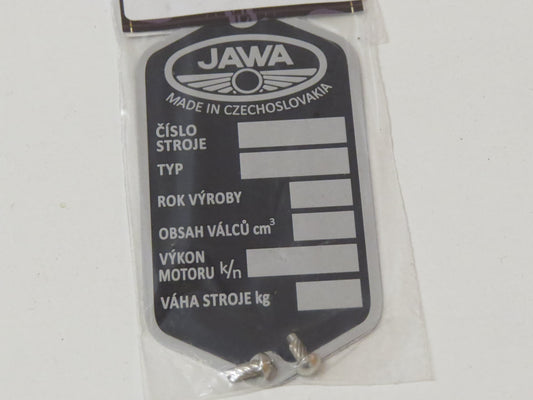 JAWA
MADE IN CZECHOSLOVAKIA
ČÍSLO
STROJE
TYP
ROK VÝROBY
OBSAH VÁLCŮ cm³
VÝKON
MOTORU k/n
VÁHA STROJE kg